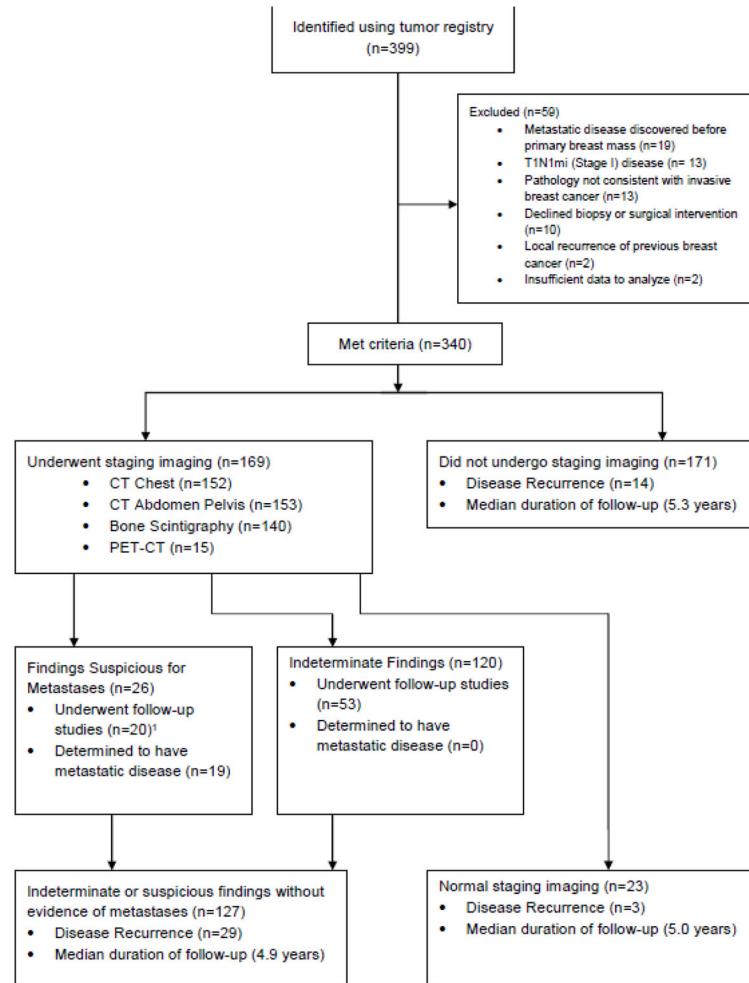 Identified using tumor registry
(n=399)
Excluded (n=59)
• Metastatic disease discovered before
primary breast mass (n=19)
• T1N1mi (Stage I) disease (n= 13)
• Pathology not consistent with invasive
breast cancer (n=13)
• Declined biopsy or surgical intervention
(n=10)
• Local recurrence of previous breast
cancer (n=2)
• Insufficient data to analyze (n=2)
Met criteria (n=340)
Underwent staging imaging (n=169)
• CT Chest (n=152)
• CT Abdomen Pelvis (n=153)
• Bone Scintigraphy (n=140)
• PET-CT (n=15)
Did not undergo staging imaging (n=171)
• Disease Recurrence (n=14)
• Median duration of follow-up (5.3 years)
Findings Suspicious for
Metastases (n=26)
• Underwent follow-up
studies (n=20)¹
• Determined to have
metastatic disease (n=19)
Indeterminate Findings (n=120)
• Underwent follow-up studies
(n=53)
• Determined to have
metastatic disease (n=0)
Indeterminate or suspicious findings without
evidence of metastases (n=127)
• Disease Recurrence (n=29)
• Median duration of follow-up (4.9 years)
Normal staging imaging (n=23)
• Disease Recurrence (n=3)
• Median duration of follow-up (5.0 years)